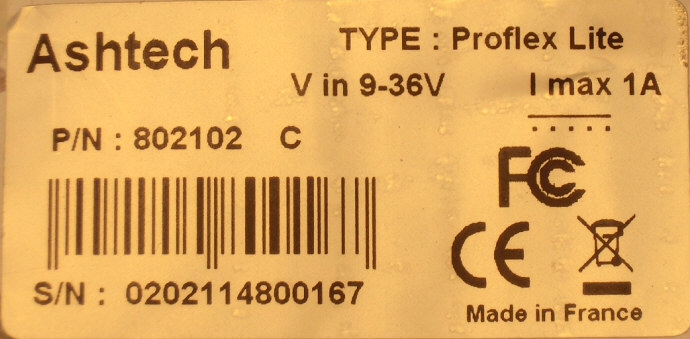 Ashtech
TYPE : Proflex Lite
V in 9-36V I max 1A
P/N : 802102 C
FC
CE
S/N : 0202114800167
Made in France